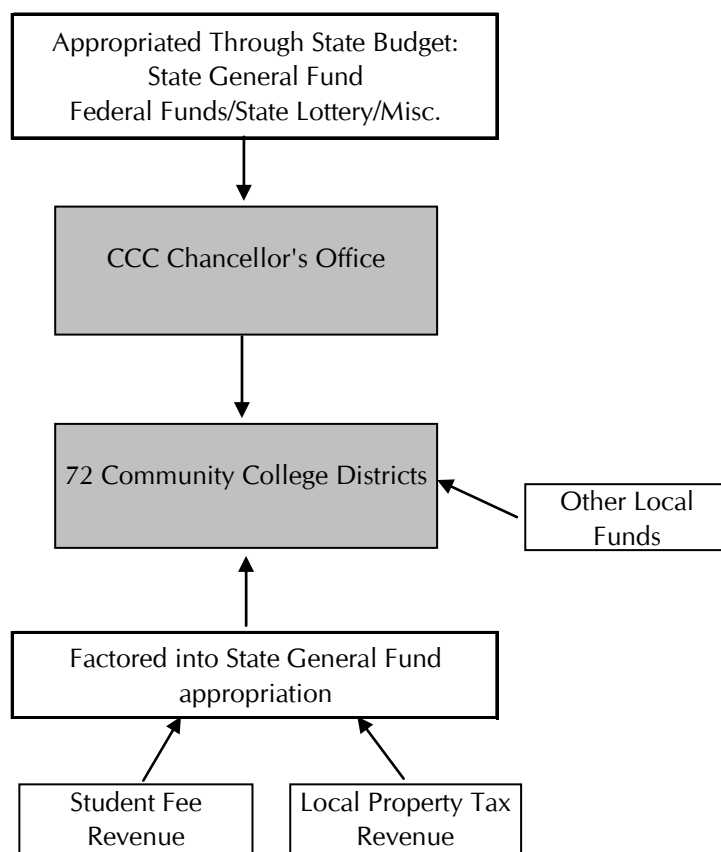 Appropriated Through State Budget:
State General Fund
Federal Funds/State Lottery/Misc.
CCC Chancellor's Office
72 Community College Districts
Other Local
Funds
Factored into State General Fund
appropriation
Student Fee
Revenue
Local Property Tax
Revenue